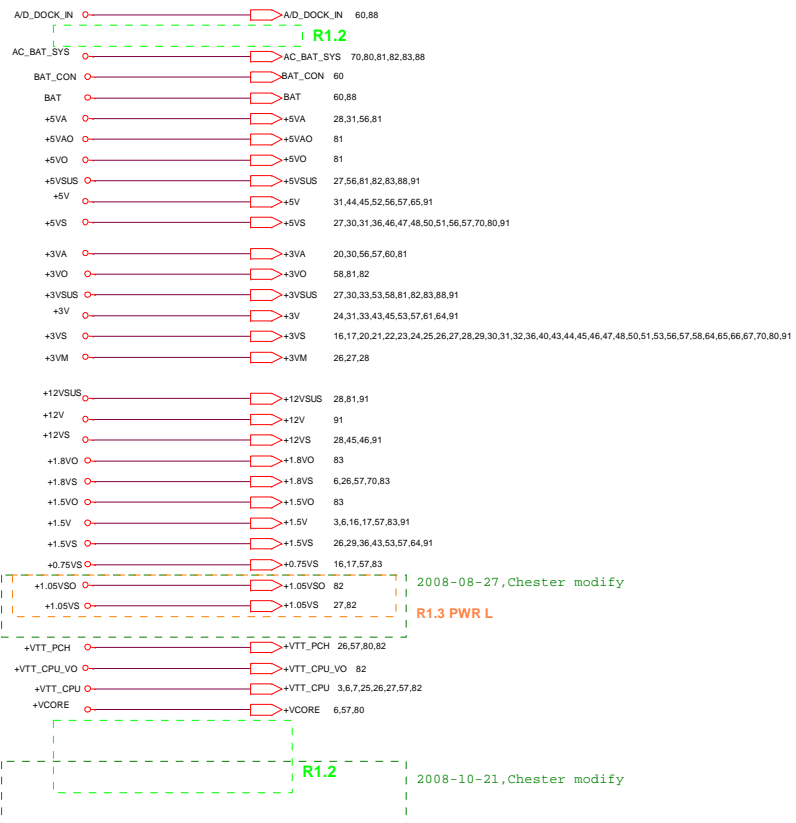 A/D_DOCK_IN A/D_DOCK_IN 60,88
R1.2
AC_BAT_SYS AC_BAT_SYS 70,80,81,82,83,88
BAT_CON BAT_CON 60
BAT BAT 60,88
+5VA +5VA 28,31,56,81
+5VAO +5VAO 81
+5VO +5VO 81
+5VSUS +5VSUS 27,56,81,82,83,88,91
+5V +5V 31,44,45,52,56,57,65,91
+5VS +5VS 27,30,31,36,46,47,48,50,51,56,57,70,80,91
+3VA +3VA 20,30,56,57,60,81
+3VO +3VO 58,81,82
+3VSUS +3VSUS 27,30,33,53,58,81,82,83,88,91
+3V +3V 24,31,33,43,45,53,57,61,64,91
+3VS +3VS 16,17,20,21,22,23,24,25,26,27,28,29,30,31,32,36,40,43,44,45,46,47,48,50,51,53,56,57,58,64,65,66,67,70,80,91
+3VM +3VM 26,27,28
+12VSUS +12VSUS 28,81,91
+12V +12V 91
+12VS +12VS 28,45,46,91
+1.8VO +1.8VO 83
+1.8VS +1.8VS 6,26,57,70,83
+1.5VO +1.5VO 83
+1.5V +1.5V 3,6,16,17,57,83,91
+1.5VS +1.5VS 26,29,36,43,53,57,64,91
+0.75VS +0.75VS 16,17,57,83
+1.05VSO +1.05VSO 82 2008-08-27,Chester modify
+1.05VS +1.05VS 27,82
R1.3 PWR L
+VTT_PCH +VTT_PCH 26,57,80,82
+VTT_CPU_VO +VTT_CPU_VO 82
+VTT_CPU +VTT_CPU 3,6,7,25,26,27,57,82
+VCORE +VCORE 6,57,80
R1.2
2008-10-21,Chester modify